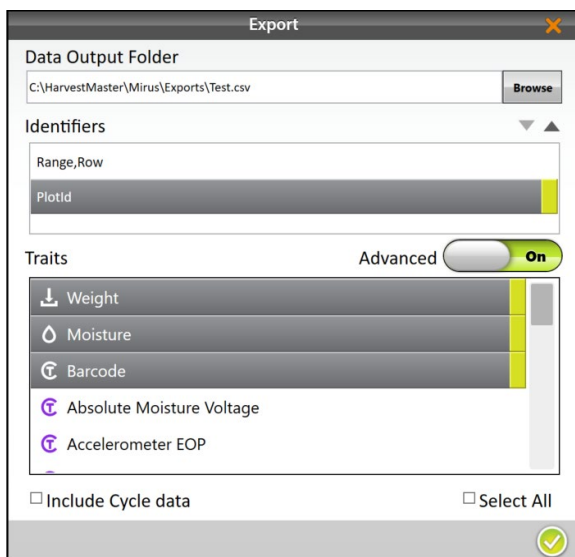 Export
Data Output Folder
C:\HarvestMaster\Mirus\Exports\Test.csv Browse
Identifiers
Range,Row
PlotId
Traits Advanced On
Weight
Moisture
Barcode
Absolute Moisture Voltage
Accelerometer EOP
Include Cycle data Select All